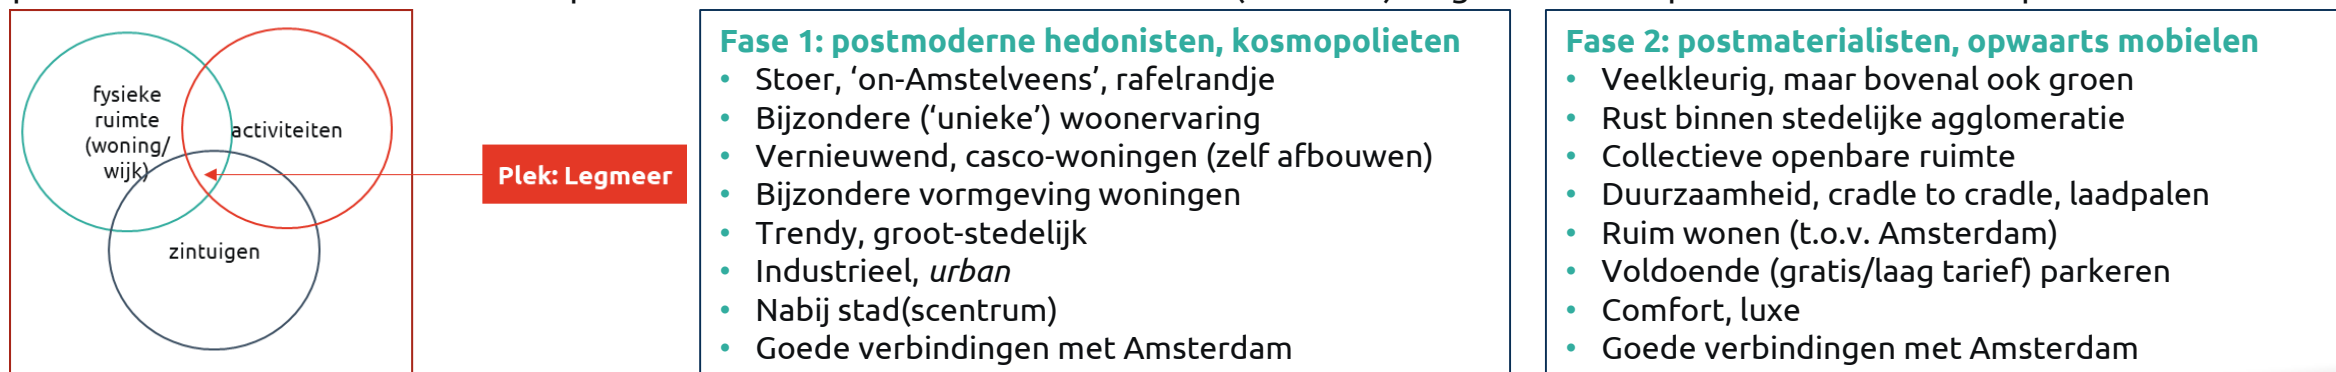 fysieke
ruimte
(woning/
wijk)
activiteiten
zintuigen
Plek: Legmeer
Fase 1: postmoderne hedonisten, kosmopolieten
• Stoer, ‘on-Amstelveens’, rafelrandje
• Bijzondere (‘unieke’) woonervaring
• Vernieuwend, casco-woningen (zelf afbouwen)
• Bijzondere vormgeving woningen
• Trendy, groot-stedelijk
• Industrieel, urban
• Nabij stad(scentrum)
• Goede verbindingen met Amsterdam
Fase 2: postmaterialisten, opwaarts mobielen
• Veelkleurig, maar bovenal ook groen
• Rust binnen stedelijke agglomeratie
• Collectieve openbare ruimte
• Duurzaamheid, cradle to cradle, laadpalen
• Ruim wonen (t.o.v. Amsterdam)
• Voldoende (gratis/laag tarief) parkeren
• Comfort, luxe
• Goede verbindingen met Amsterdam